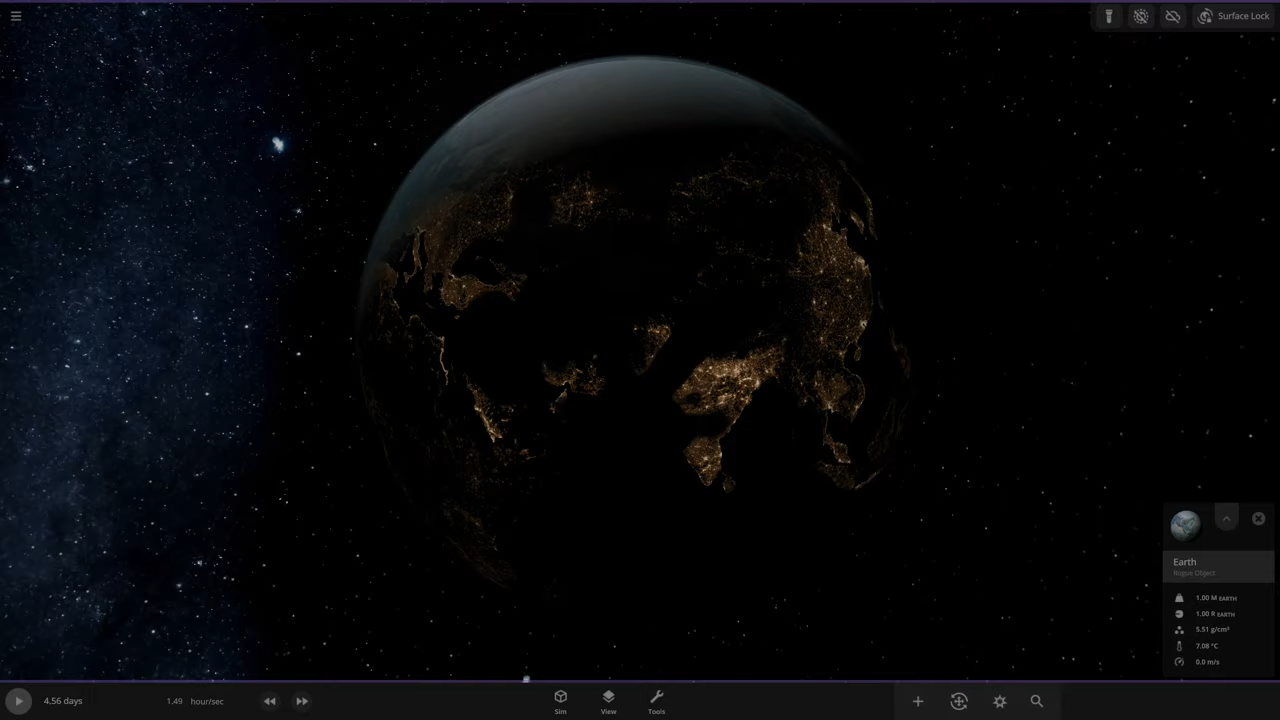 Surface Lock
Earth
Rogue Object
1.00 M EARTH
1.00 R EARTH
5.51 g/cm³
7.08 °C
0.0 m/s
4.56 days
1.49 hour/sec
Sim
View
Tools